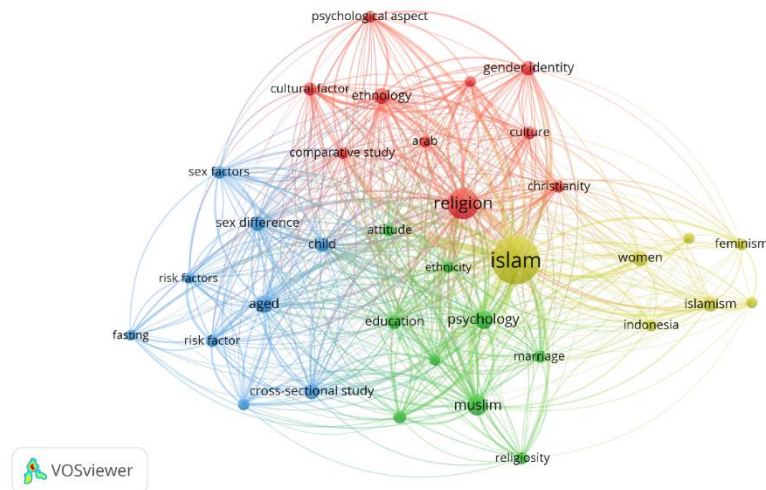 psychological aspect
gender identity
cultural factor
ethnology
culture
arab
comparative study
sex factors
christianity
religion
sex difference
attitude
child
feminism
women
islam
ethnicity
risk factors
aged
islamism
education
psychology
indonesia
fasting
risk factor
marriage
cross-sectional study
muslim
religiosity
VOSviewer